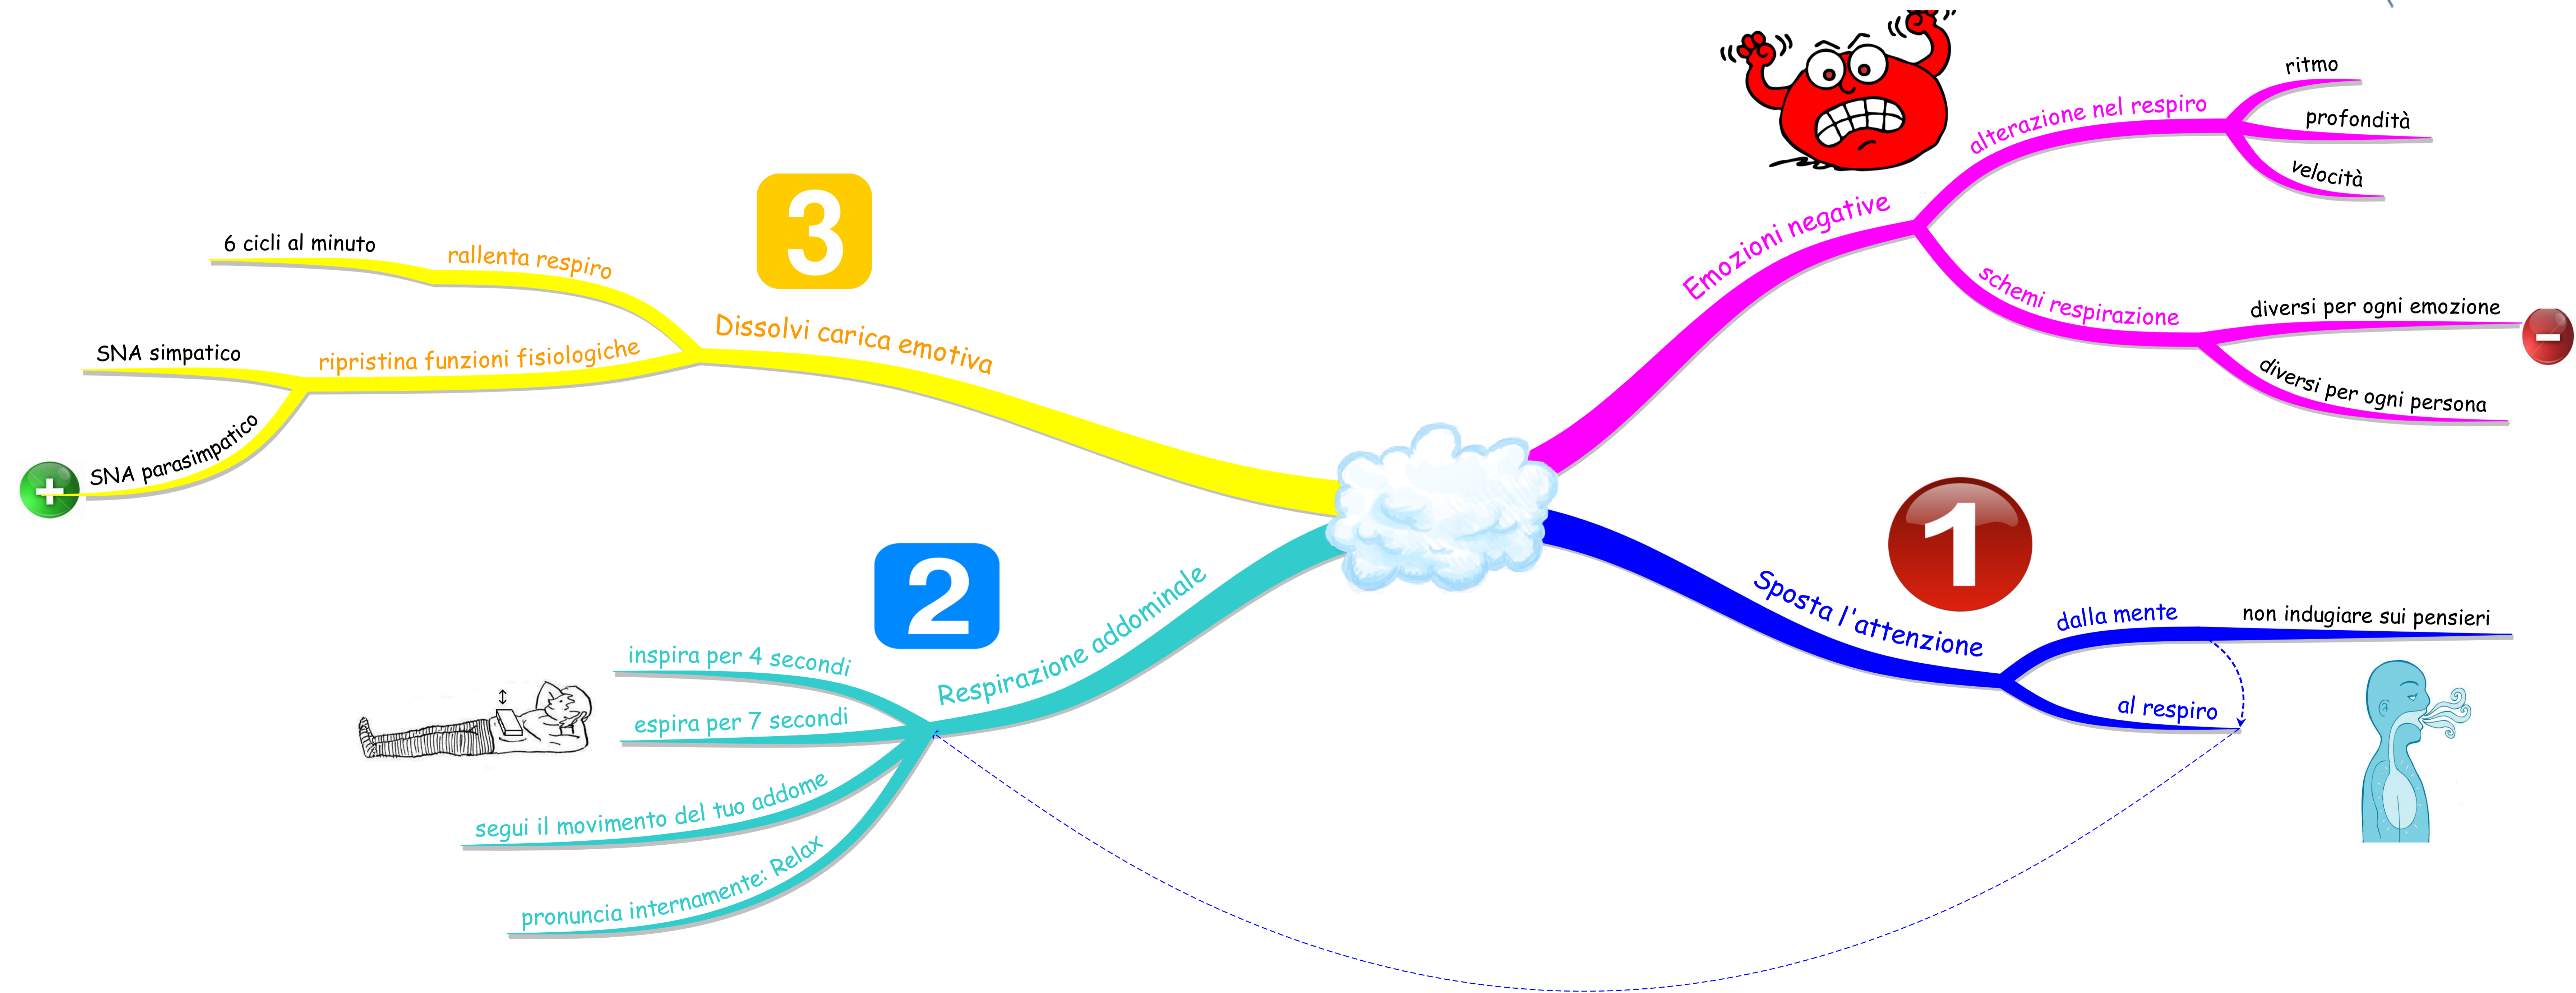 Emozioni negative
alterazione nel respiro
ritmo
profondità
velocità
schemi respirazione
diversi per ogni emozione
diversi per ogni persona
1
Sposta l'attenzione
dalla mente
non indugiare sui pensieri
al respiro
2
Respirazione addominale
inspira per 4 secondi
espira per 7 secondi
segui il movimento del tuo addome
pronuncia internamente: Relax
3
Dissolvi carica emotiva
rallenta respiro
6 cicli al minuto
ripristina funzioni fisiologiche
SNA simpatico
SNA parasimpatico